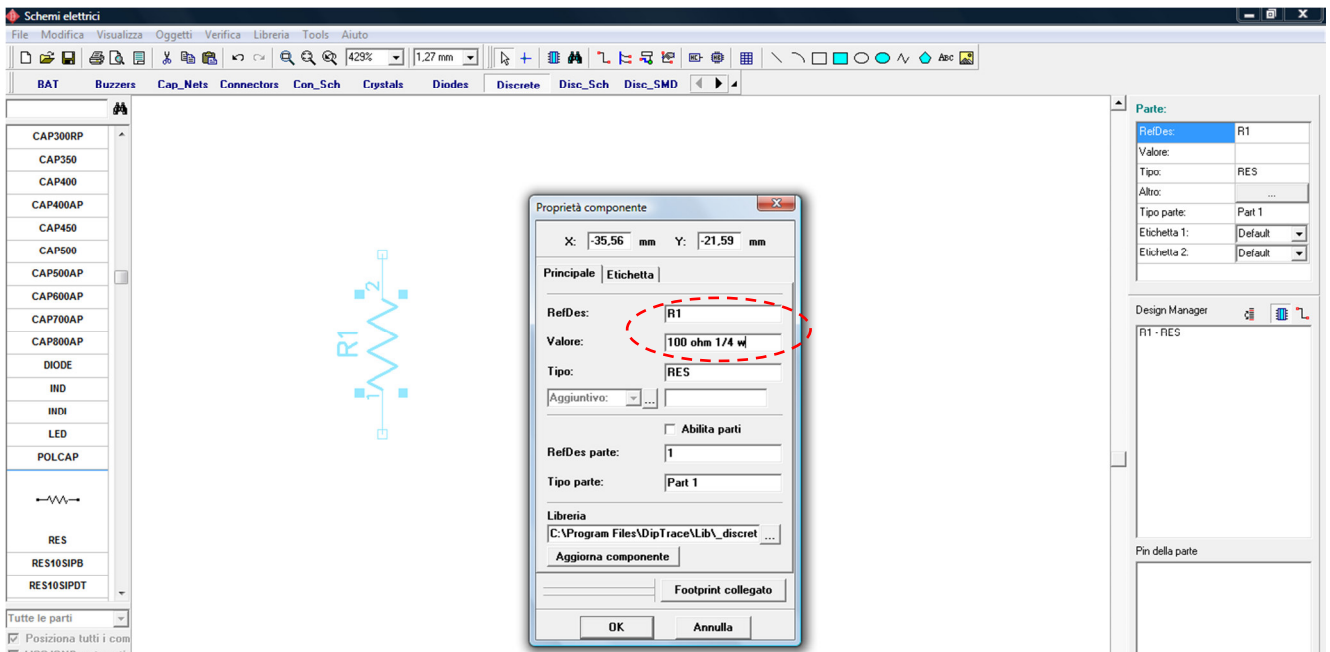 Schemi elettrici
File Modifica Visualizza Oggetti Verifica Libreria Tools Aiuto
429% 1,27 mm ABC
BAT Buzzers Cap_Nets Connectors Con_Sch Crystals Diodes Discrete Disc_Sch Disc_SMD
CAP300RP
CAP350
CAP400
CAP400AP
CAP450
CAP500
CAP500AP
CAP600AP
CAP700AP
CAP800AP
DIODE
IND
INDI
LED
POLCAP
RES
RES10SIPB
RES10SIPDT
Tutte le parti
Posiziona tutti i com
2
R1
1
Proprietà componente
X: -35,56 mm Y: -21,59 mm
Principale Etichetta
RefDes: R1
Valore: 100 ohm 1/4 w
Tipo: RES
Aggiuntivo: ...
Abilita parti
RefDes parte: 1
Tipo parte: Part 1
Libreria
C:\Program Files\DipTrace\Lib\_discret ...
Aggiorna componente
Footprint collegato
OK Annulla
Parte:
RefDes: R1
Valore:
Tipo: RES
Altro: ...
Tipo parte: Part 1
Etichetta 1: Default
Etichetta 2: Default
Design Manager
R1 - RES
Pin della parte